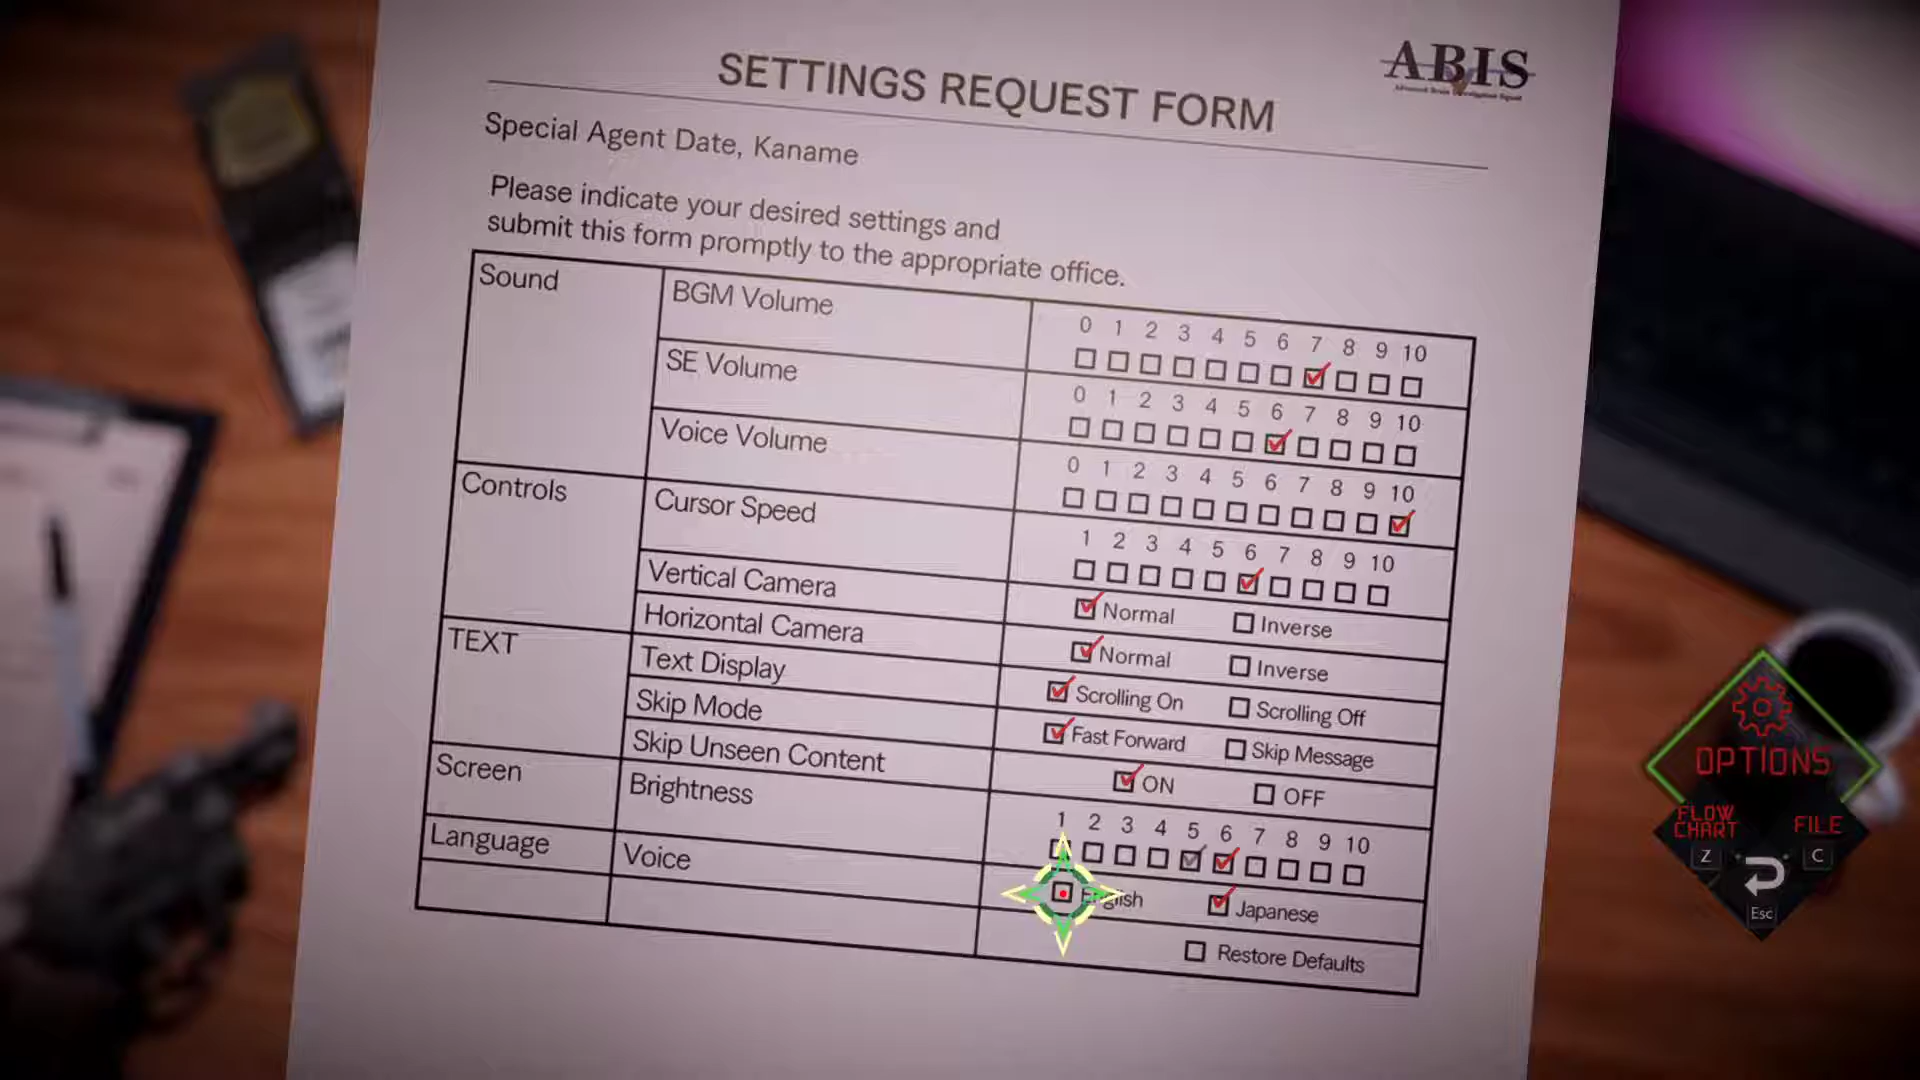 SETTINGS REQUEST FORM
ABIS
Special Agent Date, Kaname
Please indicate your desired settings and
submit this form promptly to the appropriate office.
Sound
BGM Volume
0 1 2 3 4 5 6 7 8 9 10
SE Volume
0 1 2 3 4 5 6 7 8 9 10
Voice Volume
0 1 2 3 4 5 6 7 8 9 10
Controls
Cursor Speed
1 2 3 4 5 6 7 8 9 10
Vertical Camera
Normal Inverse
Horizontal Camera
Normal Inverse
TEXT
Text Display
Scrolling On Scrolling Off
Skip Mode
Fast Forward Skip Message
Skip Unseen Content
ON OFF
Screen
Brightness
1 2 3 4 5 6 7 8 9 10
Language
Voice
English Japanese
Restore Defaults
OPTIONS
FLOW
CHART
Z
FILE
C
Esc